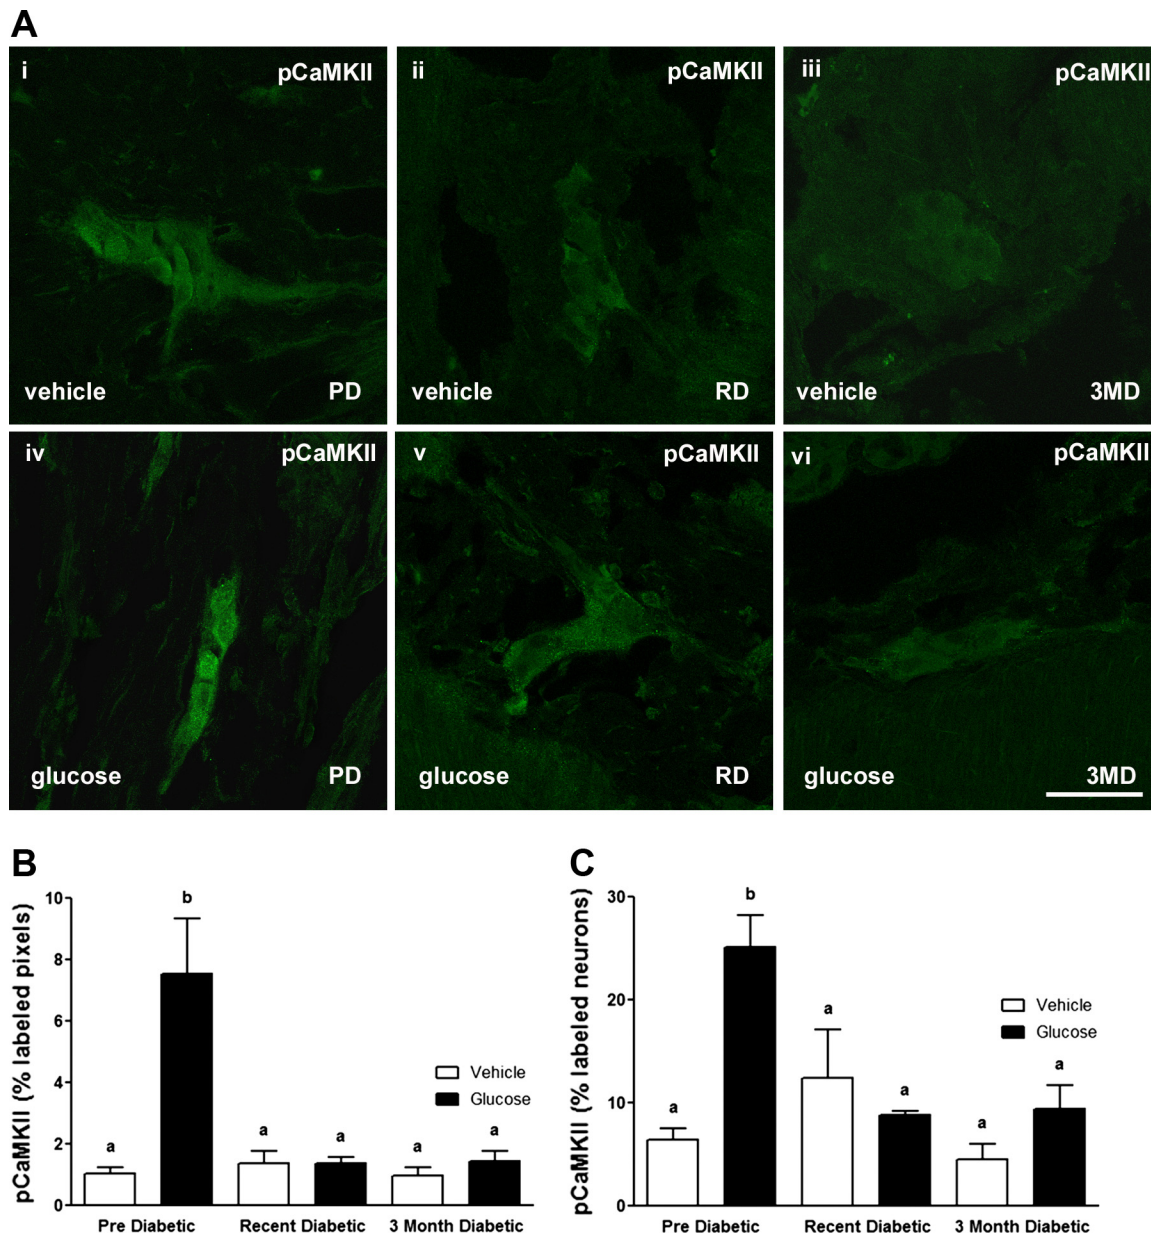 A
i pCaMKII
vehicle PD
ii pCaMKII
vehicle RD
iii pCaMKII
vehicle 3MD
iv pCaMKII
glucose PD
v pCaMKII
glucose RD
vi pCaMKII
glucose 3MD
B
pCaMKII (% labeled pixels)
10
8
6
4
2
0
a
b
a
a
a
a
Vehicle
Glucose
Pre Diabetic
Recent Diabetic
3 Month Diabetic
C
pCaMKII (% labeled neurons)
30
20
10
0
a
b
a
a
a
a
Vehicle
Glucose
Pre Diabetic
Recent Diabetic
3 Month Diabetic